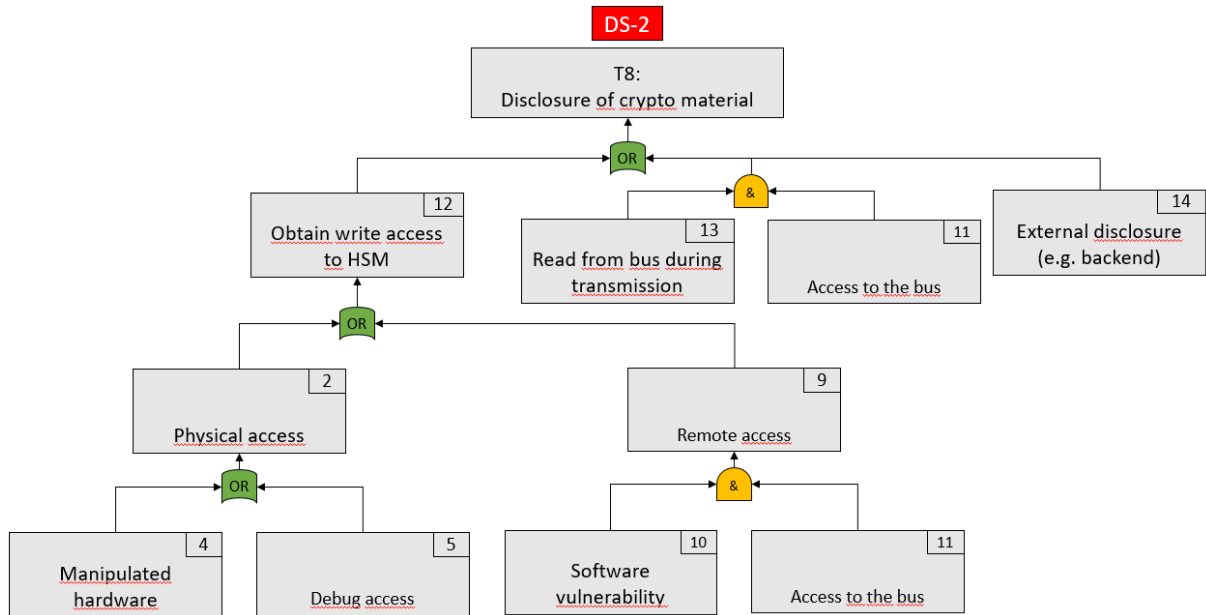 DS-2
T8:
Disclosure of crypto material
OR
12
Obtain write access
to HSM
&
13
Read from bus during
transmission
11
Access to the bus
14
External disclosure
(e.g. backend)
OR
2
Physical access
9
Remote access
OR
&
4
Manipulated
hardware
5
Debug access
10
Software
vulnerability
11
Access to the bus